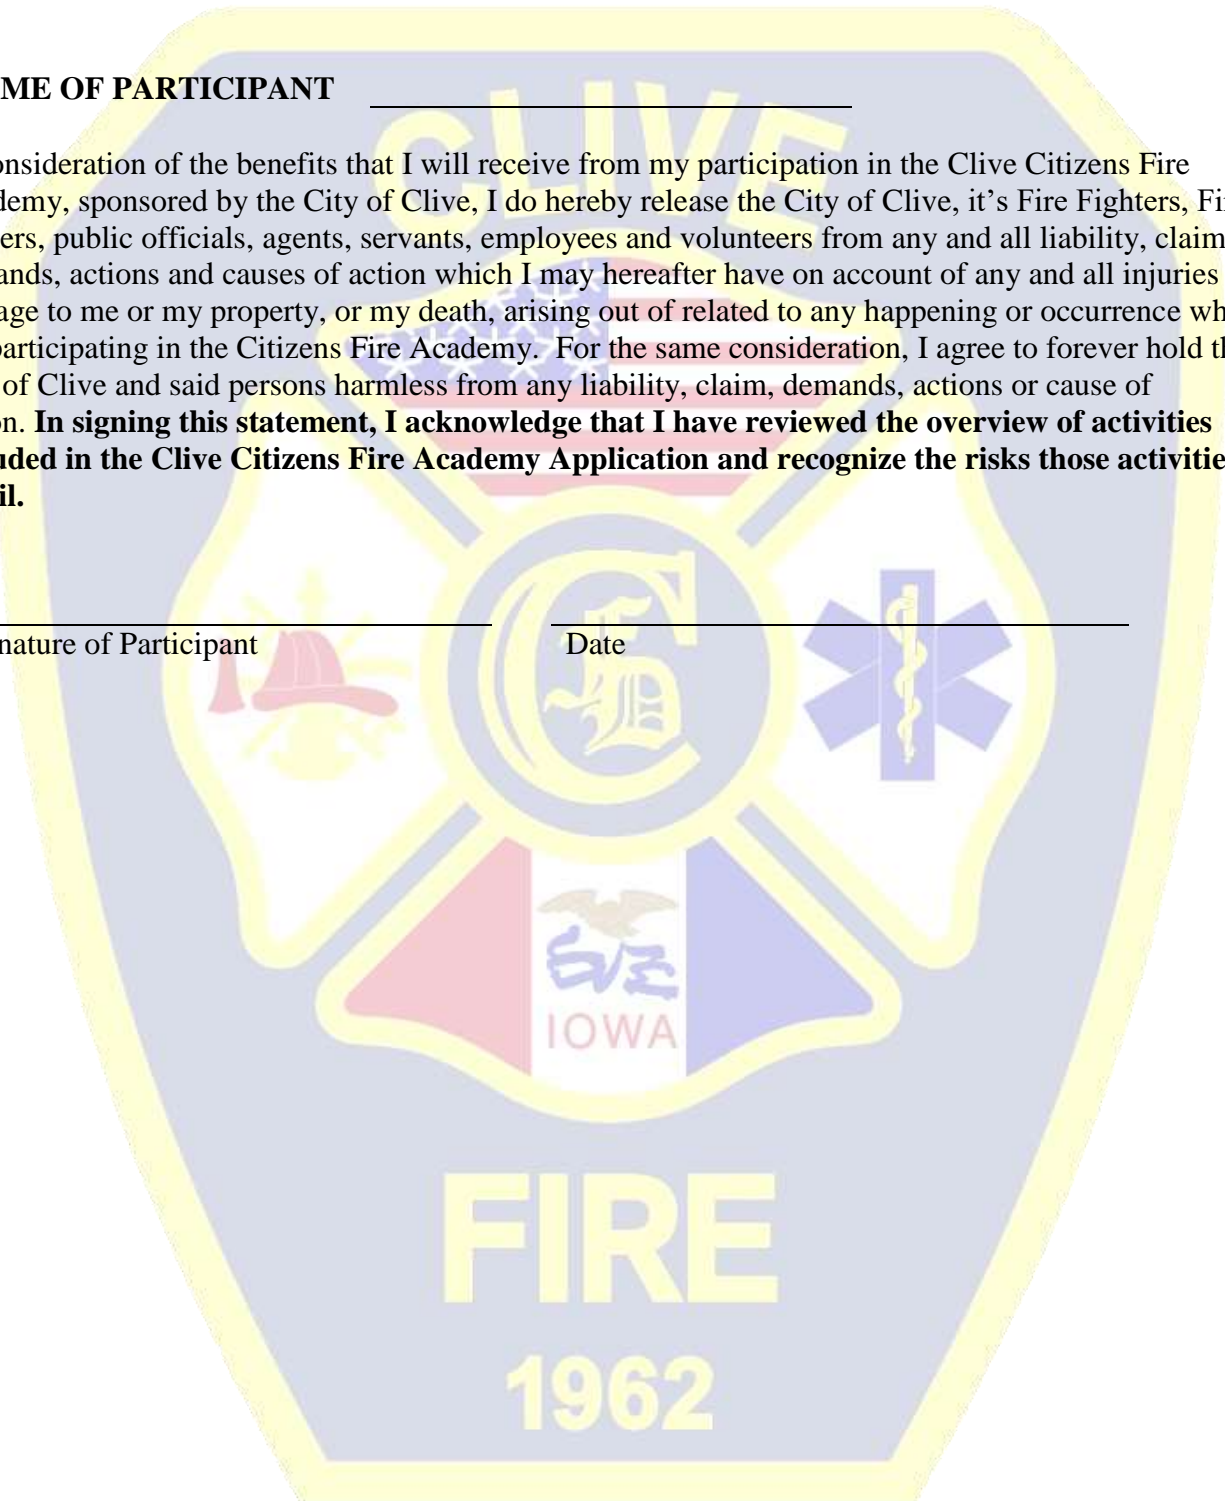 ME OF PARTICIPANT
onsideration of the benefits that I will receive from my participation in the Clive Citizens Fire
demy, sponsored by the City of Clive, I do hereby release the City of Clive, it's Fire Fighters, Fi
ers, public officials, agents, servants, employees and volunteers from any and all liability, claim
ands, actions and causes of action which I may hereafter have on account of any and all injuries
age to me or my property, or my death, arising out of related to any happening or occurrence wh
participating in the Citizens Fire Academy. For the same consideration, I agree to forever hold th
of Clive and said persons harmless from any liability, claim, demands, actions or cause of
on. In signing this statement, I acknowledge that I have reviewed the overview of activities
uded in the Clive Citizens Fire Academy Application and recognize the risks those activitie
il.
nature of Participant Date
CLIVE
CFD
IOWA
FIRE
1962